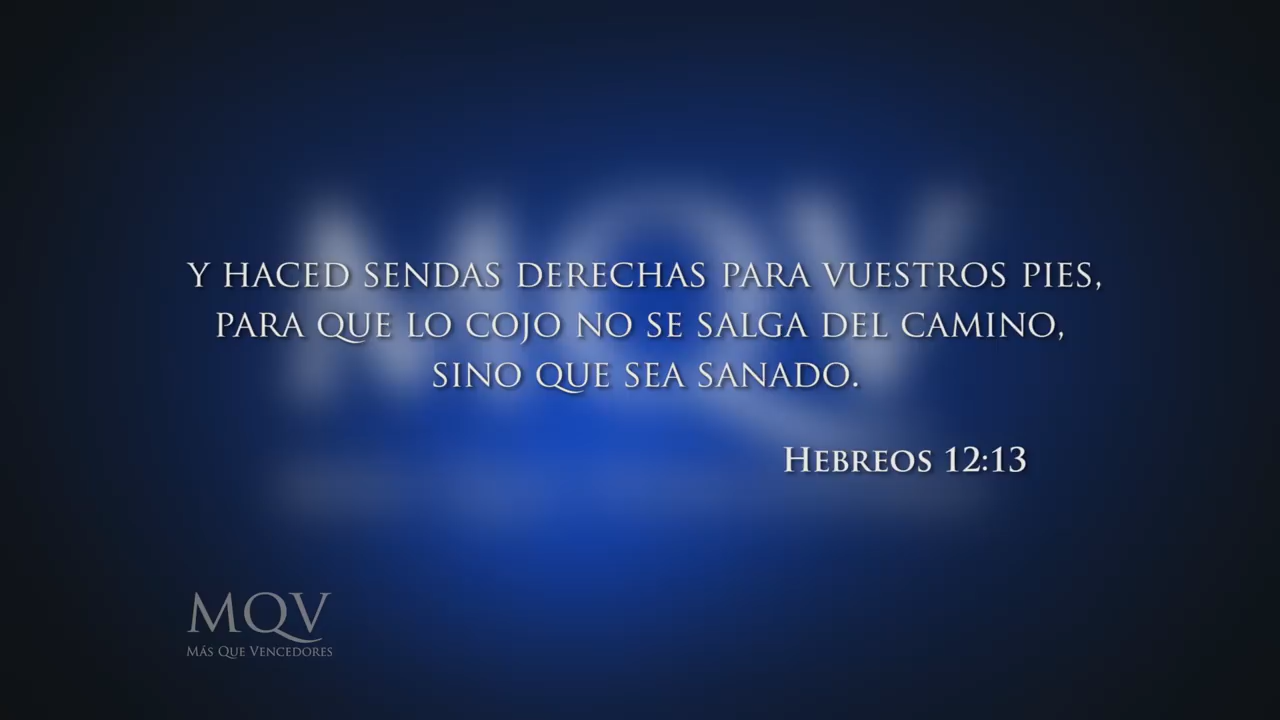 Y HACED SENDAS DERECHAS PARA VUESTROS PIES,
PARA QUE LO COJO NO SE SALGA DEL CAMINO,
SINO QUE SEA SANADO.
HEBREOS 12:13
MQV
MÁS QUE VENCEDORES